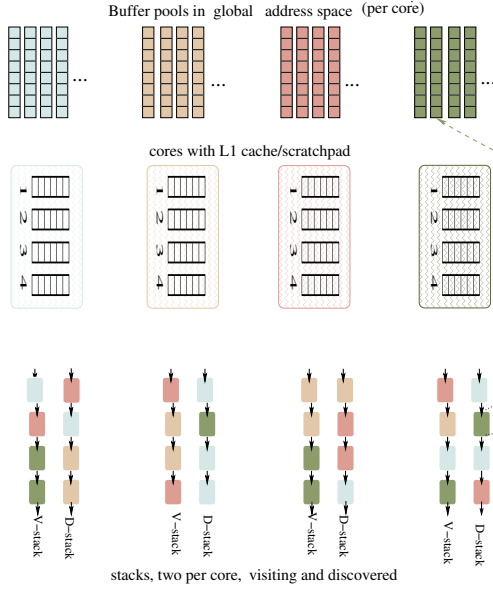 Buffer pools in global address space (per core)
... ... ... ...
cores with L1 cache/scratchpad
1 1 1 1
2 2 2 2
3 3 3 3
4 4 4 4
V-stack D-stack V-stack D-stack V-stack D-stack V-stack D-stack
stacks, two per core, visiting and discovered